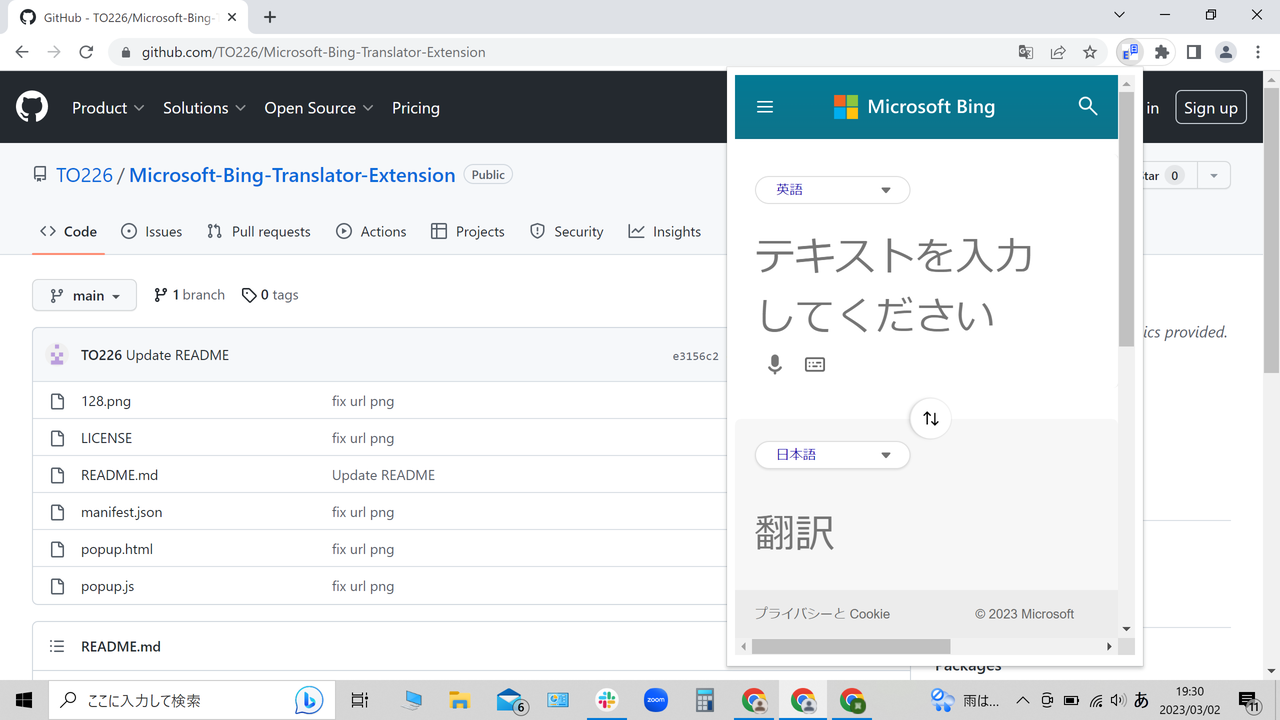 GitHub - TO226/Microsoft-Bing-T
github.com/TO226/Microsoft-Bing-Translator-Extension
Product
Solutions
Open Source
Pricing
in
Sign up
TO226 / Microsoft-Bing-Translator-Extension
Public
Star 0
Code
Issues
Pull requests
Actions
Projects
Security
Insights
main
1 branch
0 tags
TO226 Update README
e3156c2
128.png
fix url png
LICENSE
fix url png
README.md
Update README
manifest.json
fix url png
popup.html
fix url png
popup.js
fix url png
README.md
Microsoft Bing
英語
テキストを入力
してください
日本語
翻訳
プライバシーと Cookie
© 2023 Microsoft
ics provided.
Packages
ここに入力して検索
6
zoom
雨は...
あ
19:30
2023/03/02
11